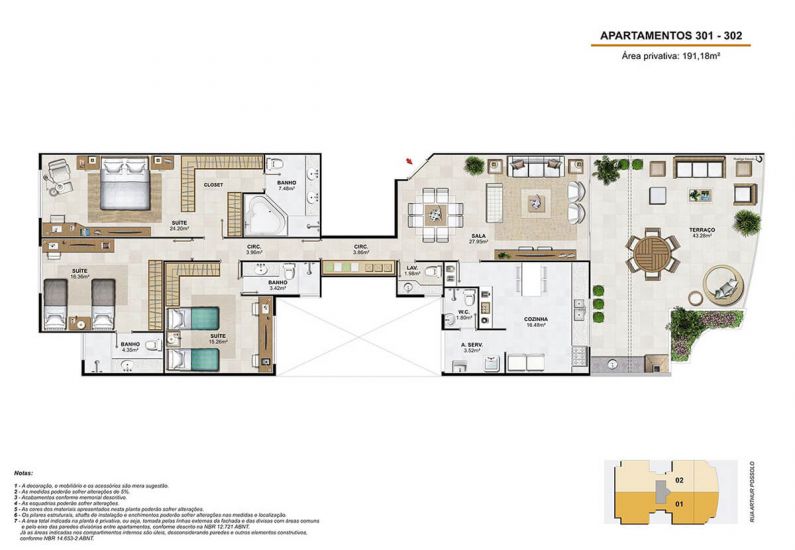 APARTAMENTOS 301 - 302
Área privativa: 191,18m²
BANHO
7.48m²
CLOSET
SUÍTE
24.20m²
SALA
27.95m²
TERRAÇO
43.28m²
CIRC.
3.96m²
CIRC.
3.86m²
LAV.
1.98m²
SUÍTE
16.36m²
BANHO
3.42m²
W.C.
1.80m²
COZINHA
16.48m²
SUÍTE
15.26m²
BANHO
4.35m²
A. SERV.
3.52m²
Notas:
1 - A decoração, o mobiliário e os acessórios são mera sugestão.
2 - As medidas poderão sofrer alterações de 5%.
3 - Acabamentos conforme memorial descritivo.
4 - As esquadrias poderão sofrer alterações.
5 - As cores dos materiais apresentados nesta planta poderão sofrer alterações.
6 - Os pilares estruturais, shafts de instalação e enchimentos poderão sofrer alterações nas medidas e localização.
7 - A área total indicada na planta é privativa, ou seja, tomada pelas linhas externas da fachada e das divisas com áreas comuns
e pelo eixo das paredes divisórias entre apartamentos, conforme descrito na NBR 12.721 ABNT.
Já as áreas indicadas nos compartimentos internos são úteis, desconsiderando paredes e outros elementos construtivos,
conforme NBR 14.653-2 ABNT.
02
01
RUA ARTHUR POSSOLO